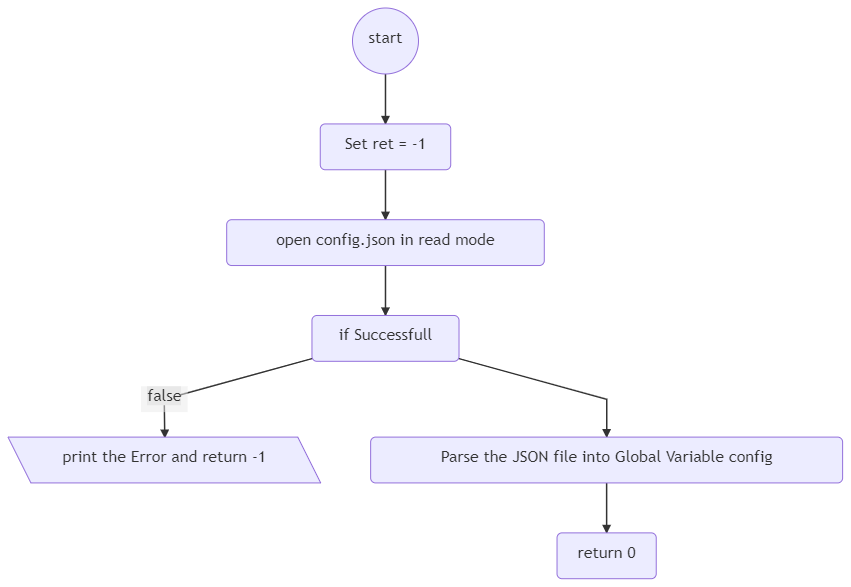 start
Set ret = -1
open config.json in read mode
if Successfull
false
print the Error and return -1
Parse the JSON file into Global Variable config
return 0